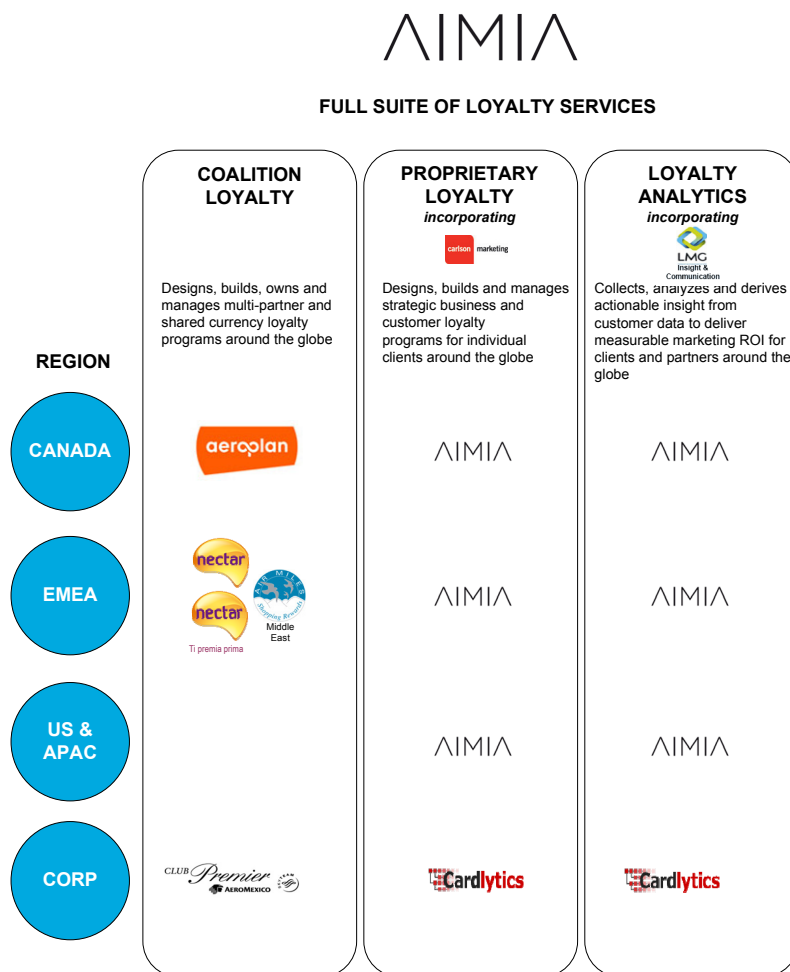 AIMIA
FULL SUITE OF LOYALTY SERVICES
COALITION
LOYALTY
Designs, builds, owns and
manages multi-partner and
shared currency loyalty
programs around the globe
PROPRIETARY
LOYALTY
incorporating
carlson marketing
Designs, builds and manages
strategic business and
customer loyalty
programs for individual
clients around the globe
LOYALTY
ANALYTICS
incorporating
LMG
Insight &
Communication
Collects, analyzes and derives
actionable insight from
customer data to deliver
measurable marketing ROI for
clients and partners around the
globe
REGION
CANADA
aeroplan
AIMIA
AIMIA
EMEA
nectar
nectar
Ti premia prima
AIR MILES
Shopping Rewards
Middle
East
AIMIA
AIMIA
US &
APAC
AIMIA
AIMIA
CORP
CLUB Premier
AEROMEXICO
Cardlytics
Cardlytics